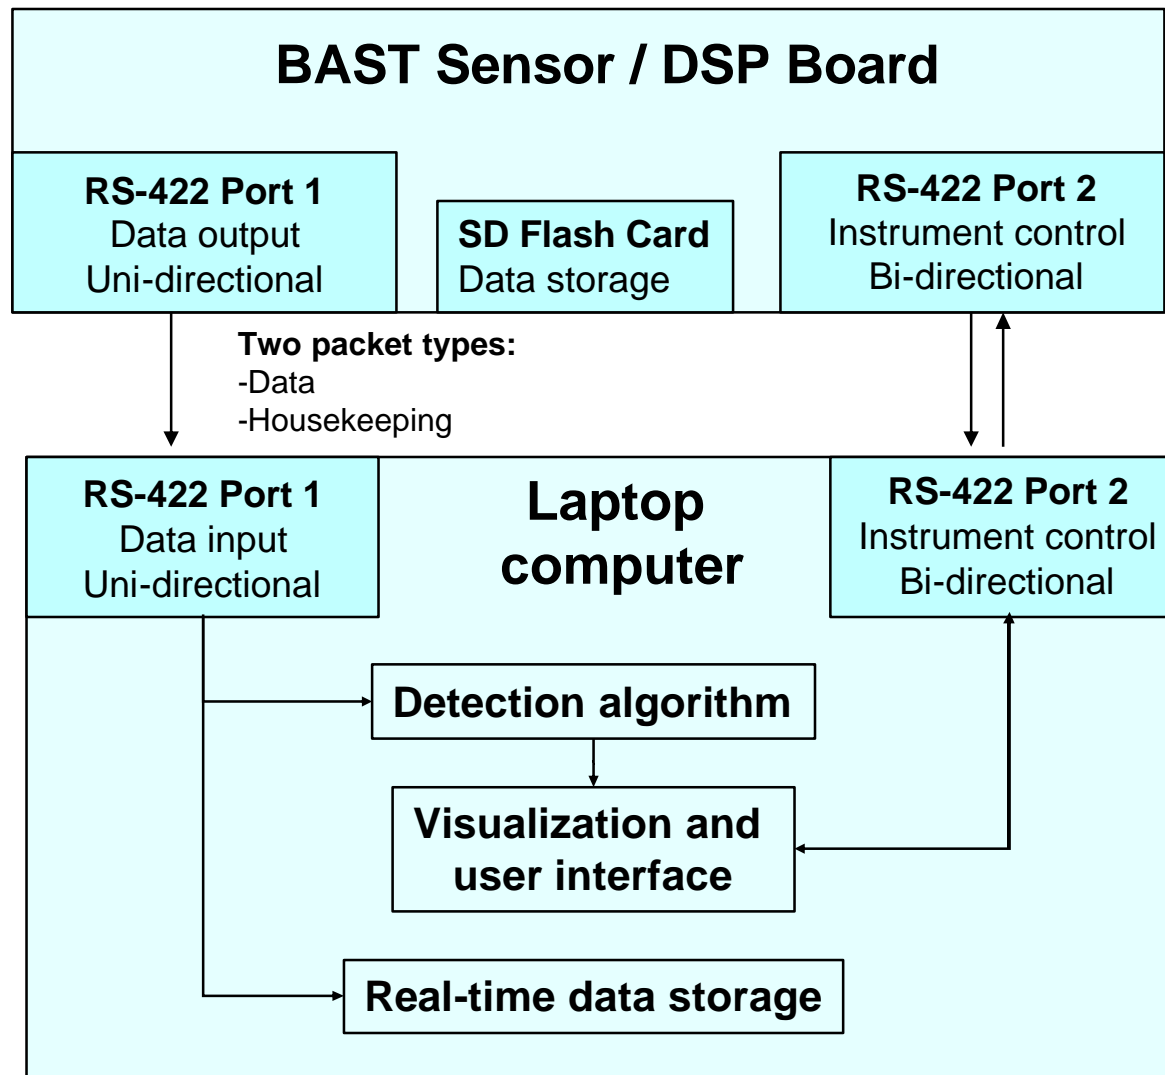 BAST Sensor / DSP Board
RS-422 Port 1
Data output
Uni-directional
SD Flash Card
Data storage
RS-422 Port 2
Instrument control
Bi-directional
Two packet types:
-Data
-Housekeeping
RS-422 Port 1
Data input
Uni-directional
Laptop
computer
RS-422 Port 2
Instrument control
Bi-directional
Detection algorithm
Visualization and
user interface
Real-time data storage